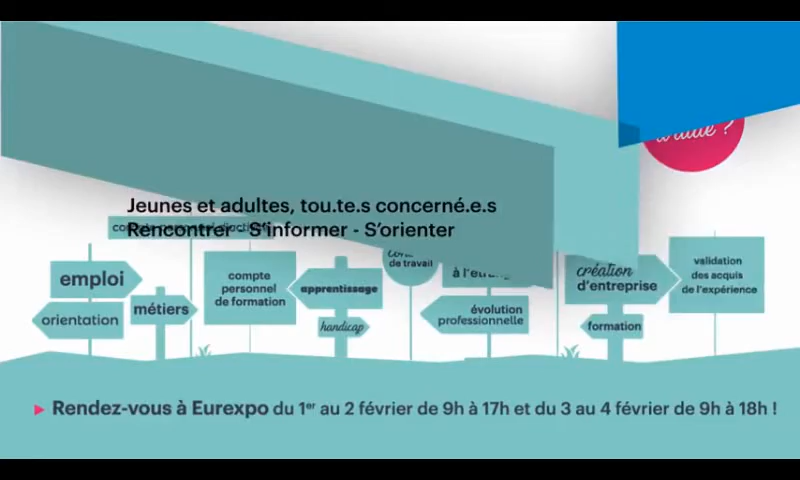 Jeunes et adultes, tou.te.s concerné.e.s
Rencontrer - S'informer - S'orienter
?
emploi
orientation
métiers
compte
personnel
de formation
apprentissage
handicap
de travail
à l'étranger
évolution
professionnelle
création
d'entreprise
formation
validation
des acquis
de l'expérience
► Rendez-vous à Eurexpo du 1er au 2 février de 9h à 17h et du 3 au 4 février de 9h à 18h !